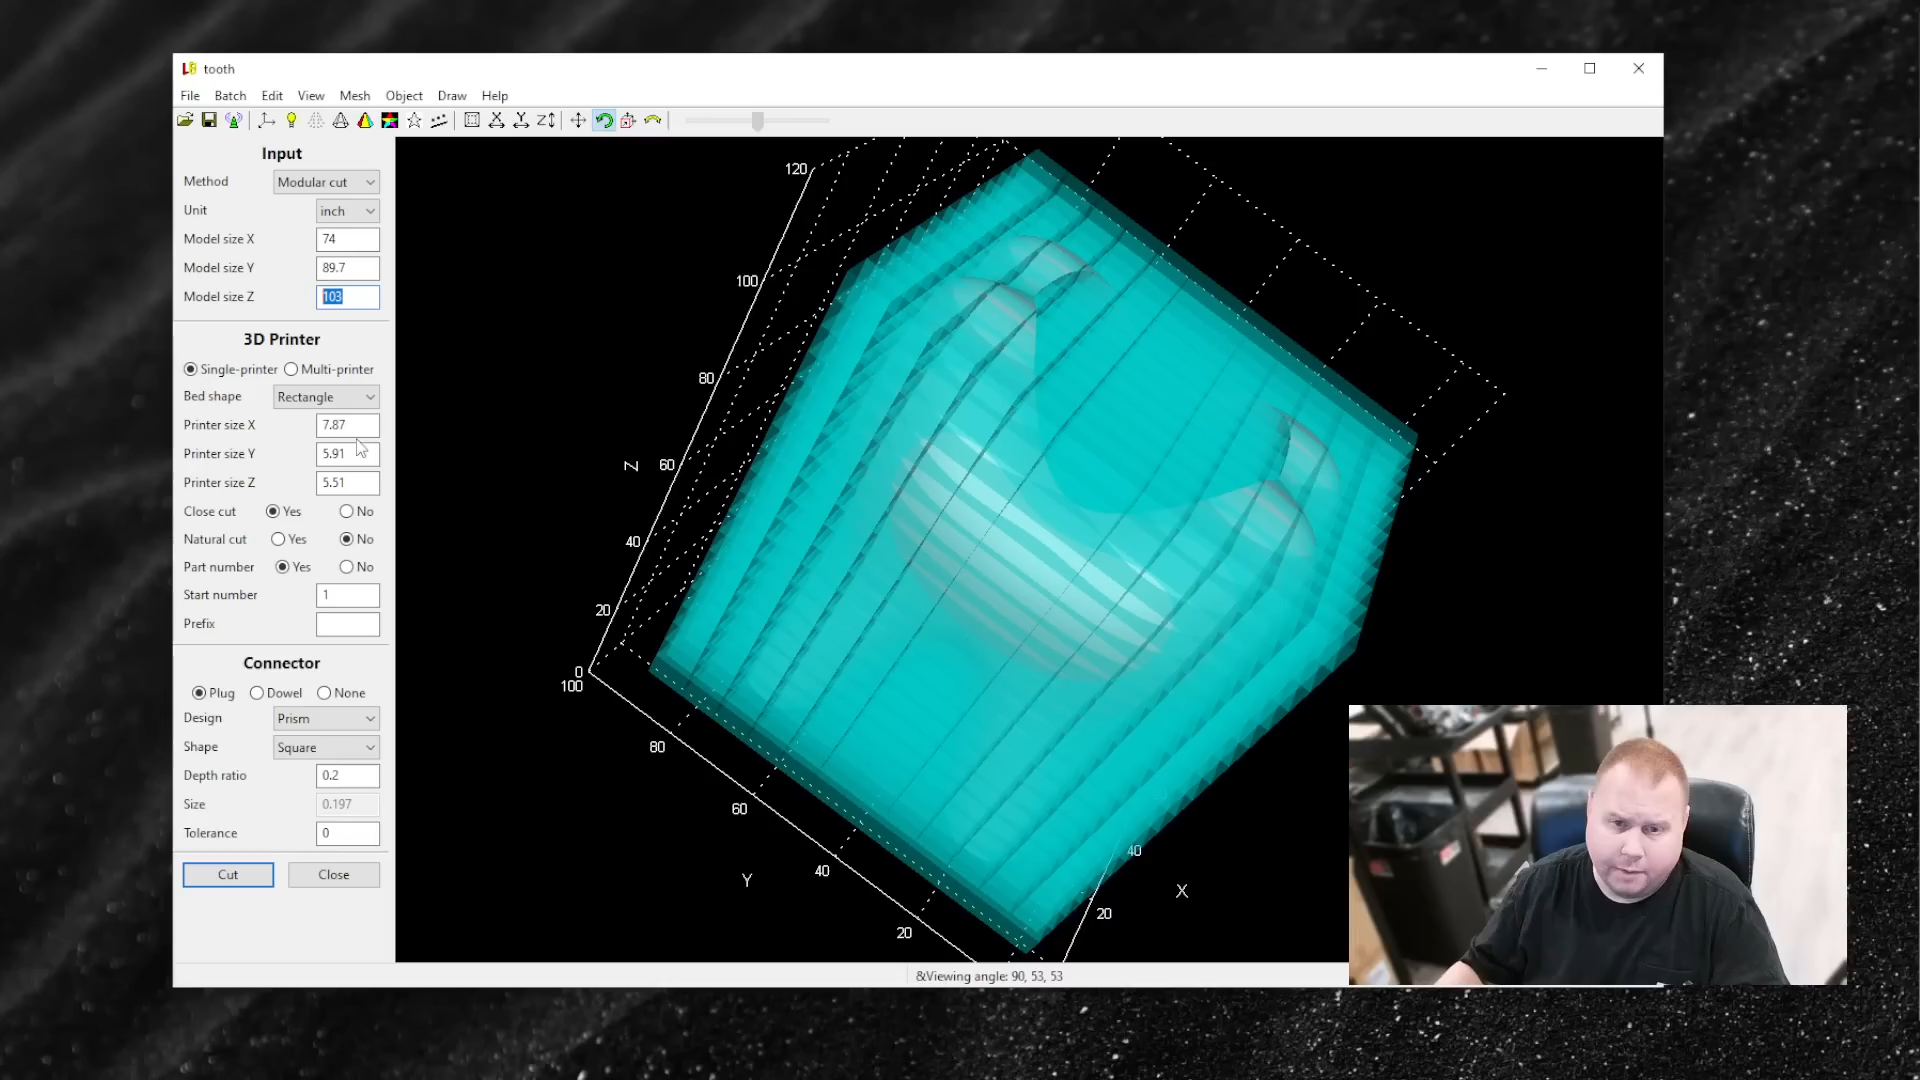 tooth
File Batch Edit View Mesh Object Draw Help
Input
Method Modular cut
Unit inch
Model size X 74
Model size Y 89.7
Model size Z 103
3D Printer
Single-printer Multi-printer
Bed shape Rectangle
Printer size X 7.87
Printer size Y 5.91
Printer size Z 5.51
Close cut Yes No
Natural cut Yes No
Part number Yes No
Start number 1
Prefix
Connector
Plug Dowel None
Design Prism
Shape Square
Depth ratio 0.2
Size 0.197
Tolerance 0
Cut Close
120
100
80
Z 60
40
20
0
100
80
60
40
20
Y
40
20
X
&Viewing angle: 90, 53, 53